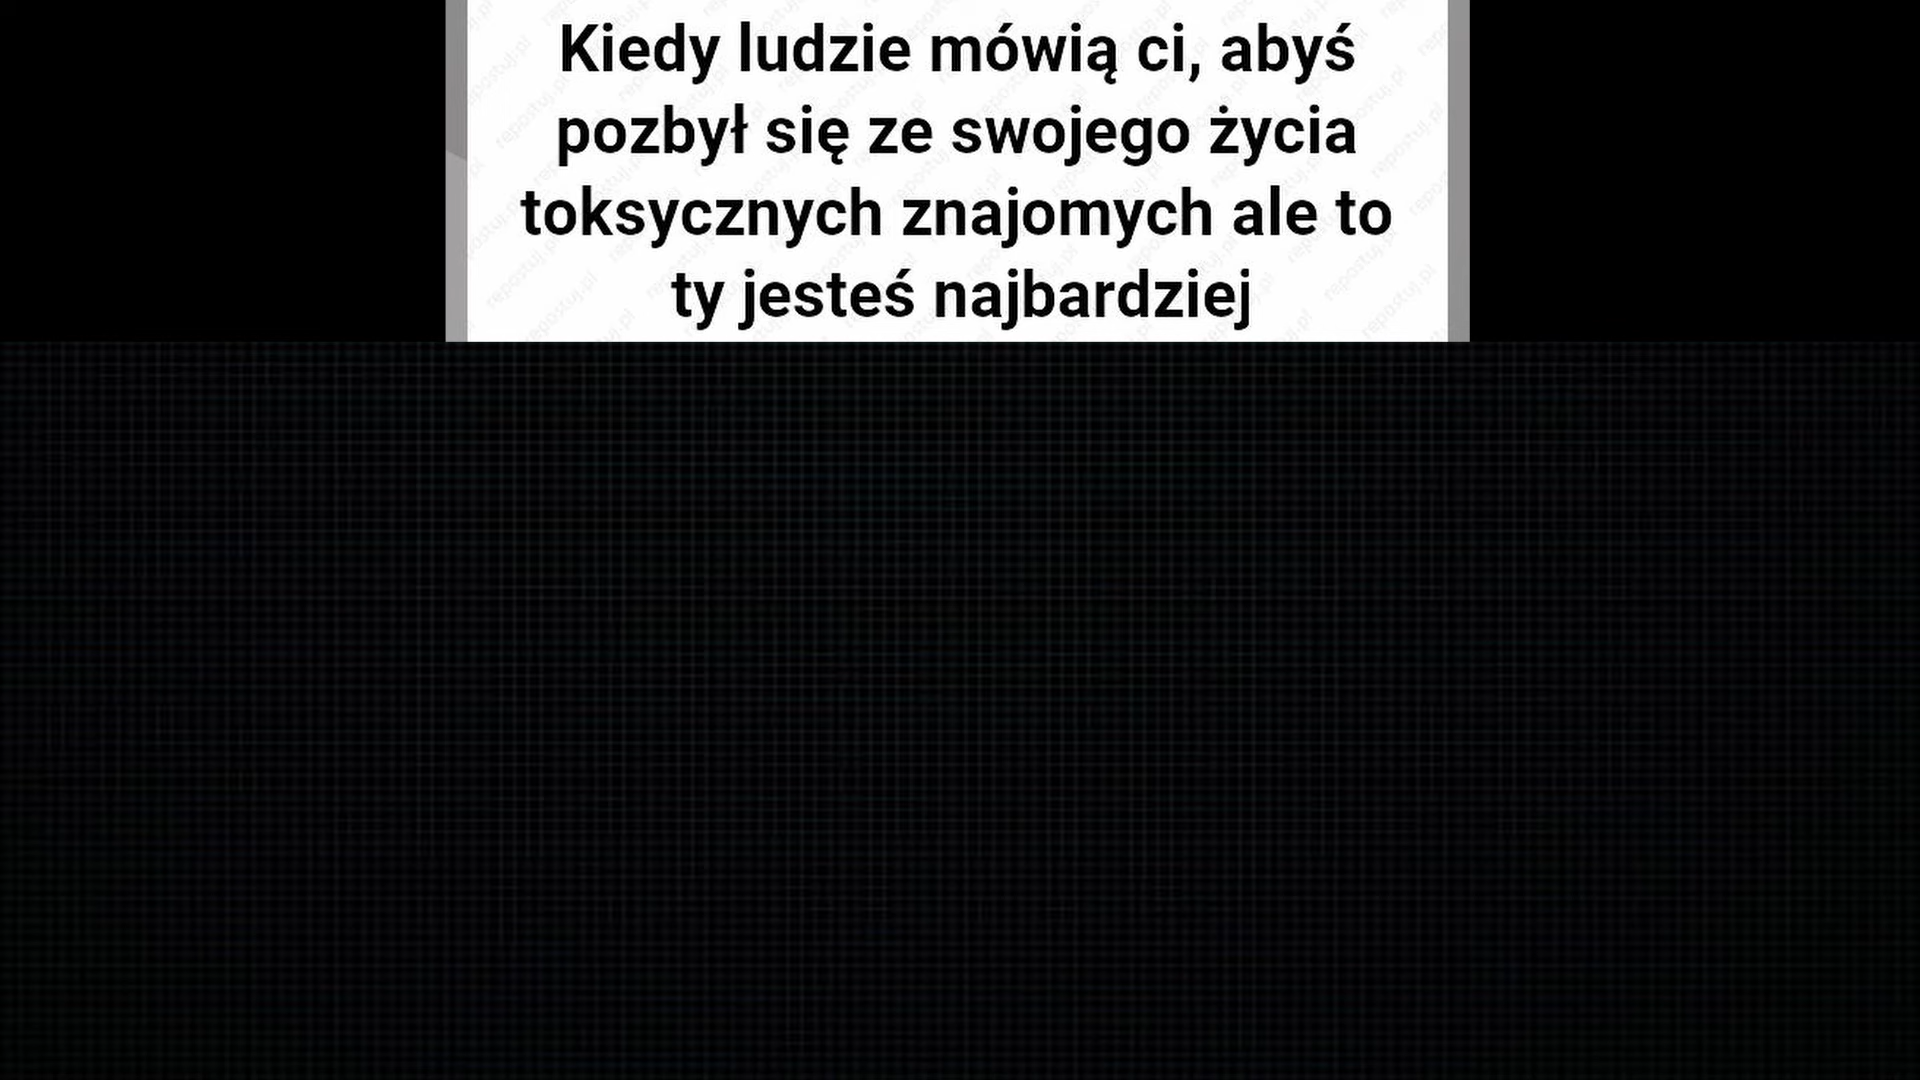 Kiedy ludzie mówią ci, abyś
pozbył się ze swojego życia
toksycznych znajomych ale to
ty jesteś najbardziej